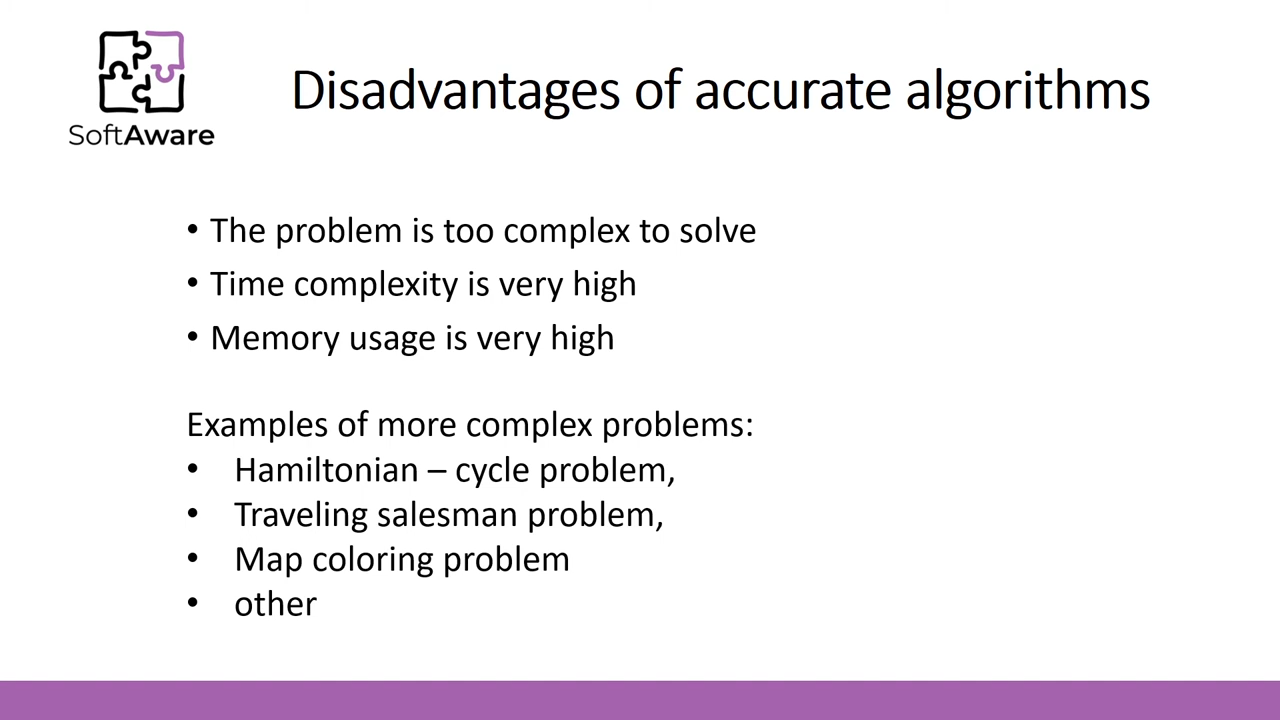 SoftAware
Disadvantages of accurate algorithms
• The problem is too complex to solve
• Time complexity is very high
• Memory usage is very high
Examples of more complex problems:
• Hamiltonian – cycle problem,
• Traveling salesman problem,
• Map coloring problem
• other